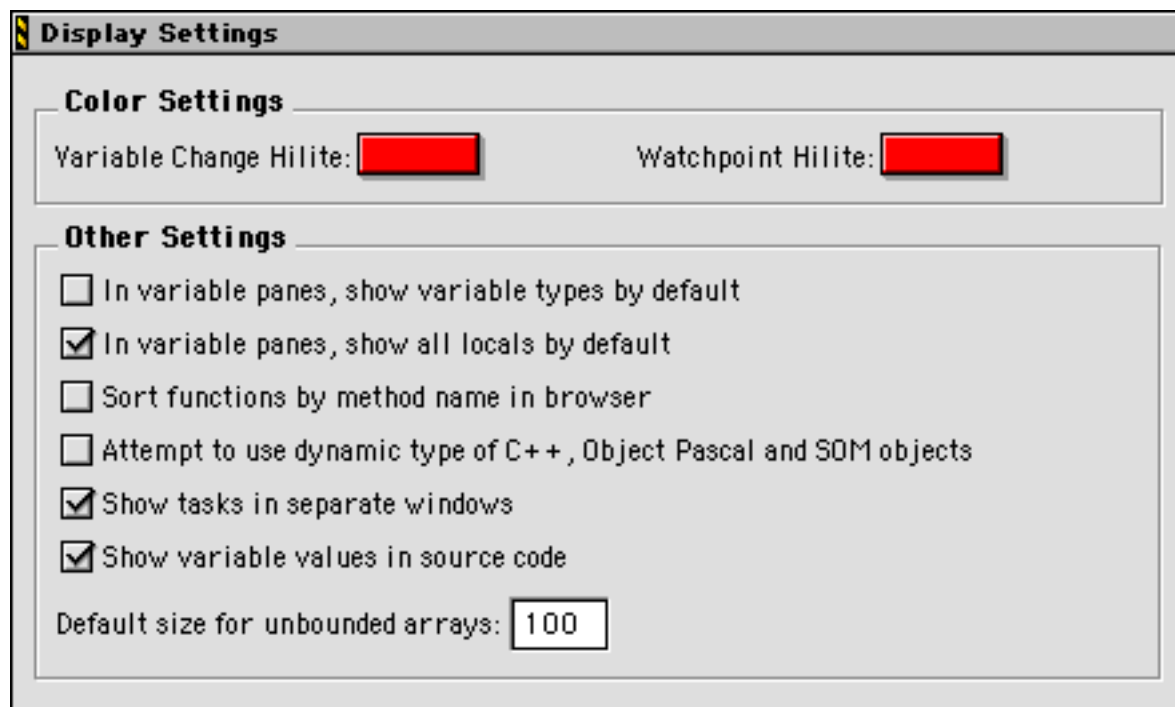 Display Settings
Color Settings
Variable Change Hilite: Watchpoint Hilite:
Other Settings
In variable panes, show variable types by default
In variable panes, show all locals by default
Sort functions by method name in browser
Attempt to use dynamic type of C++, Object Pascal and SOM objects
Show tasks in separate windows
Show variable values in source code
Default size for unbounded arrays: 100